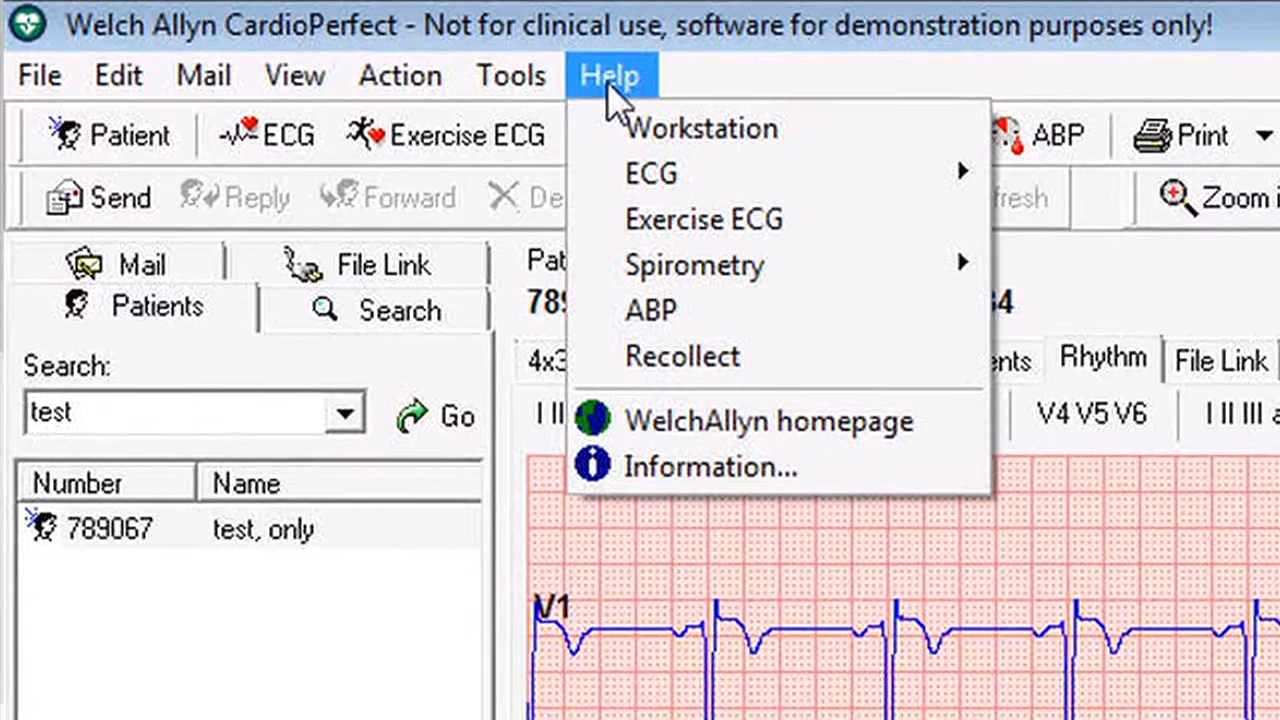 Welch Allyn CardioPerfect - Not for clinical use, software for demonstration purposes only!
File Edit Mail View Action Tools Help
Patient ECG Exercise ECG ABP Print
Send Reply Forward Zoom
Workstation
ECG
Exercise ECG
Spirometry
ABP
Recollect
WelchAllyn homepage
Information...
Mail File Link
Patients Search
Search:
test Go
Number Name
789067 test, only
Rhythm File Link
I II V4 V5 V6 I II III
V1